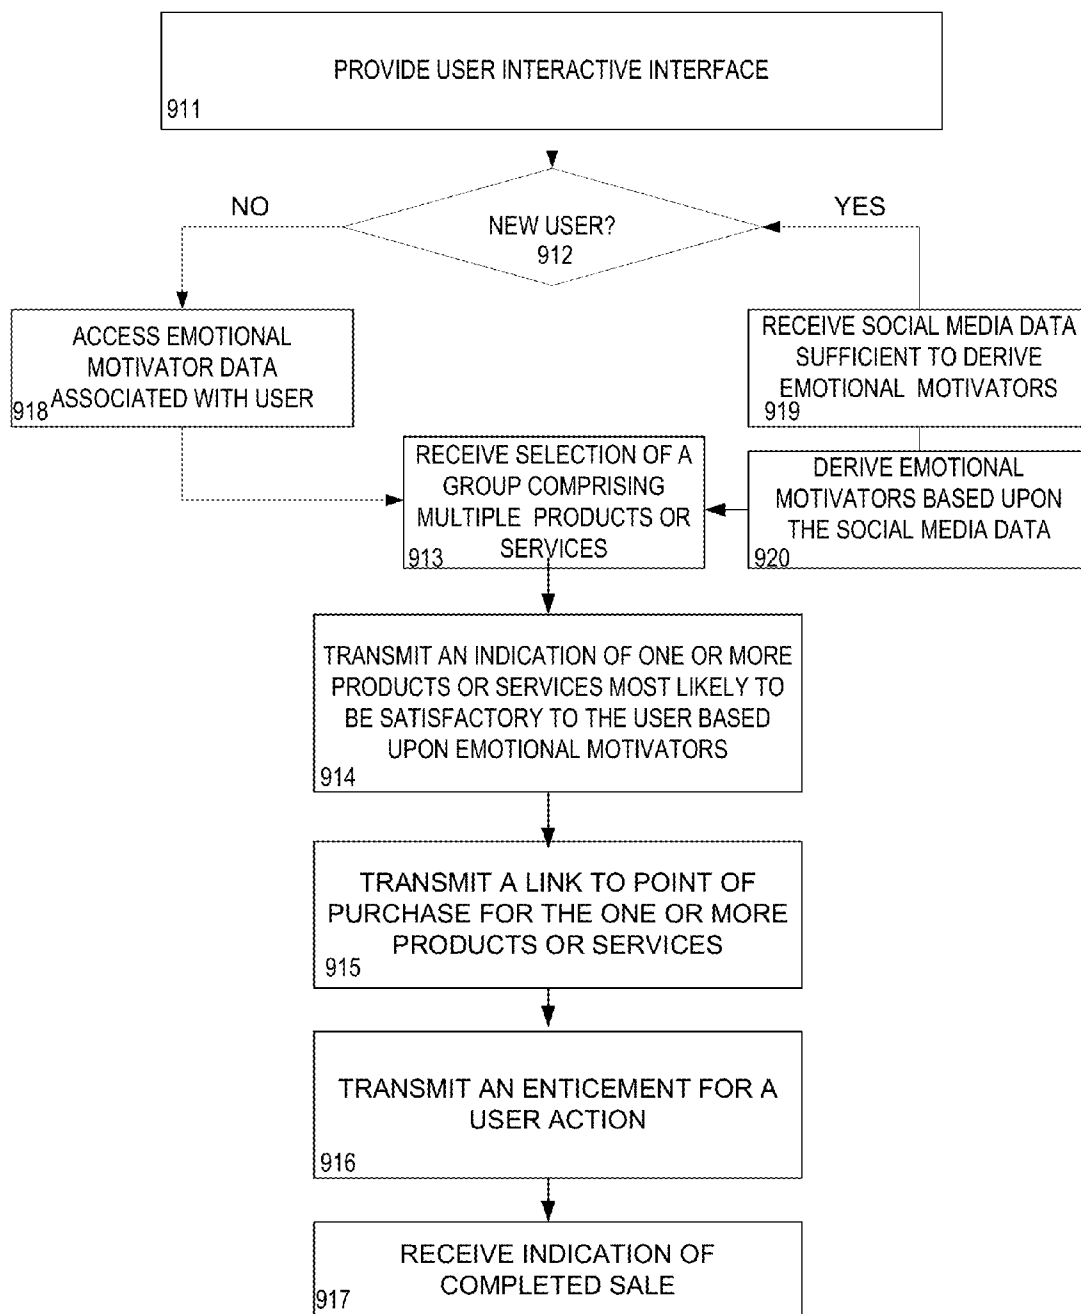 PROVIDE USER INTERACTIVE INTERFACE
911
NO
YES
NEW USER?
912
ACCESS EMOTIONAL
MOTIVATOR DATA
ASSOCIATED WITH USER
918
RECEIVE SOCIAL MEDIA DATA
SUFFICIENT TO DERIVE
EMOTIONAL MOTIVATORS
919
RECEIVE SELECTION OF A
GROUP COMPRISING
MULTIPLE PRODUCTS OR
SERVICES
913
DERIVE EMOTIONAL
MOTIVATORS BASED UPON
THE SOCIAL MEDIA DATA
920
TRANSMIT AN INDICATION OF ONE OR MORE
PRODUCTS OR SERVICES MOST LIKELY TO
BE SATISFACTORY TO THE USER BASED
UPON EMOTIONAL MOTIVATORS
914
TRANSMIT A LINK TO POINT OF
PURCHASE FOR THE ONE OR MORE
PRODUCTS OR SERVICES
915
TRANSMIT AN ENTICEMENT FOR A
USER ACTION
916
RECEIVE INDICATION OF
COMPLETED SALE
917